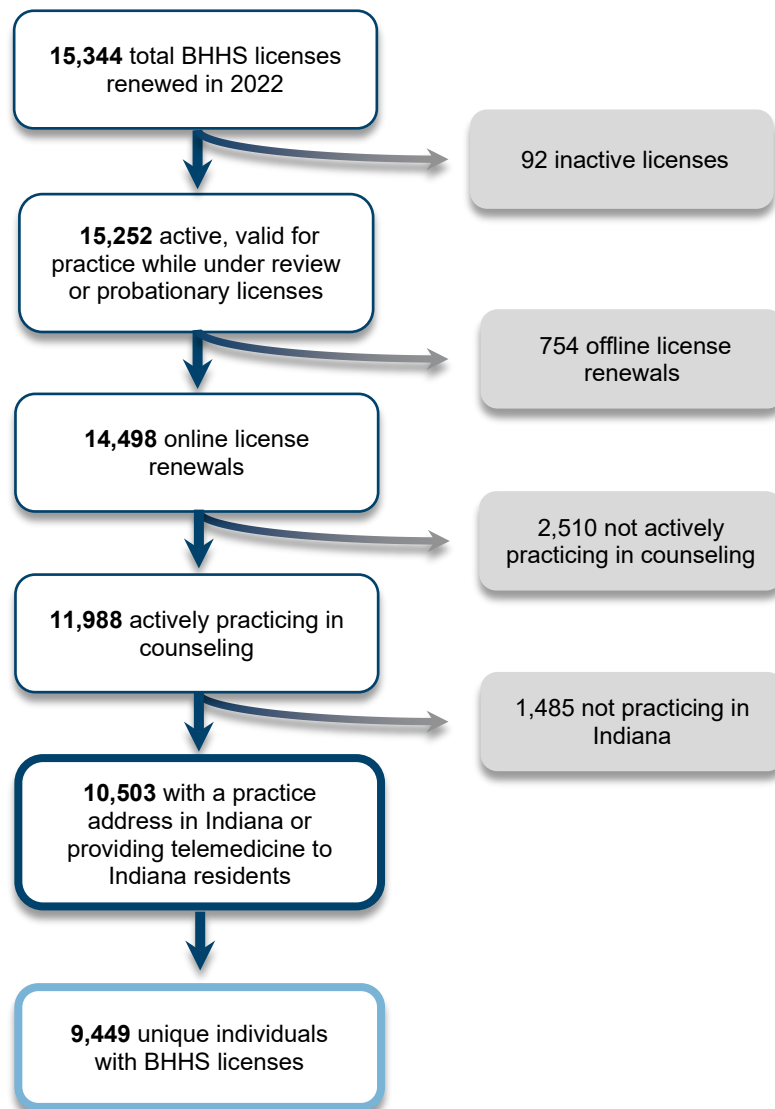 15,344 total BHHS licenses
renewed in 2022
92 inactive licenses
15,252 active, valid for
practice while under review
or probationary licenses
754 offline license
renewals
14,498 online license
renewals
2,510 not actively
practicing in counseling
11,988 actively practicing in
counseling
1,485 not practicing in
Indiana
10,503 with a practice
address in Indiana or
providing telemedicine to
Indiana residents
9,449 unique individuals
with BHHS licenses